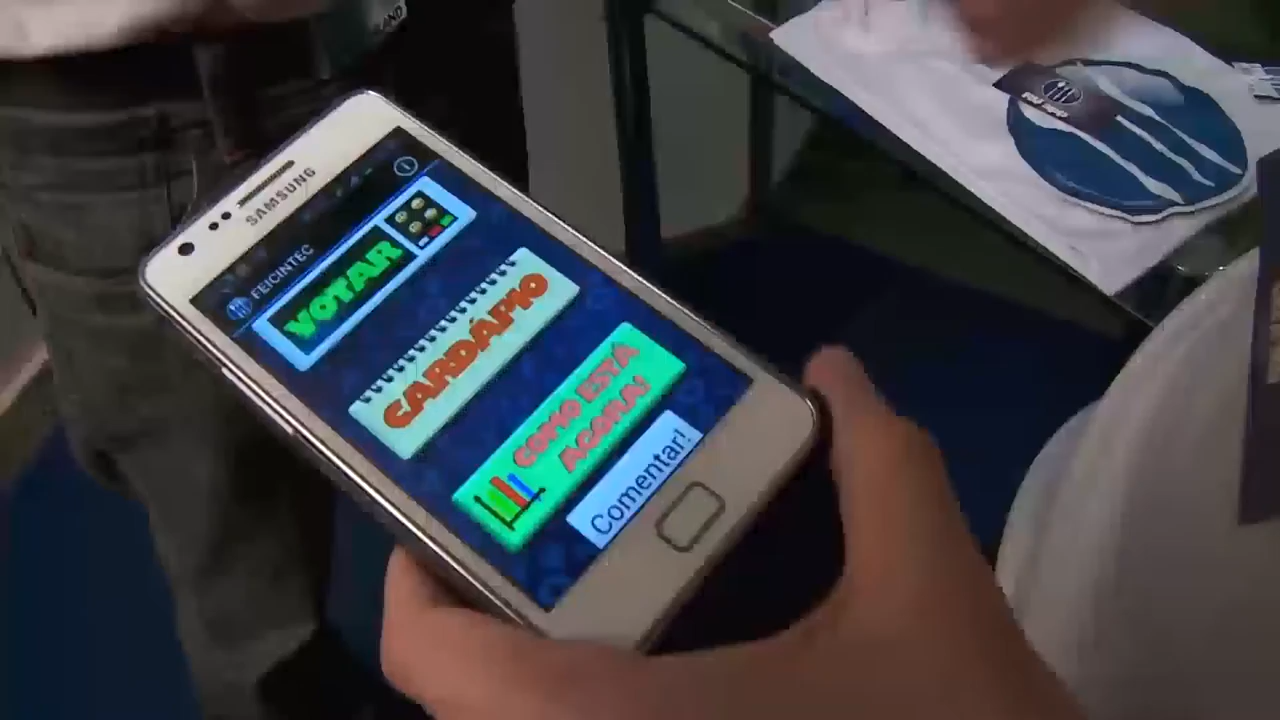 SAMSUNG
FEICINTEC
VOTAR
CARDÁPIO
COMO ESTÁ
AGORA!
Comentar!